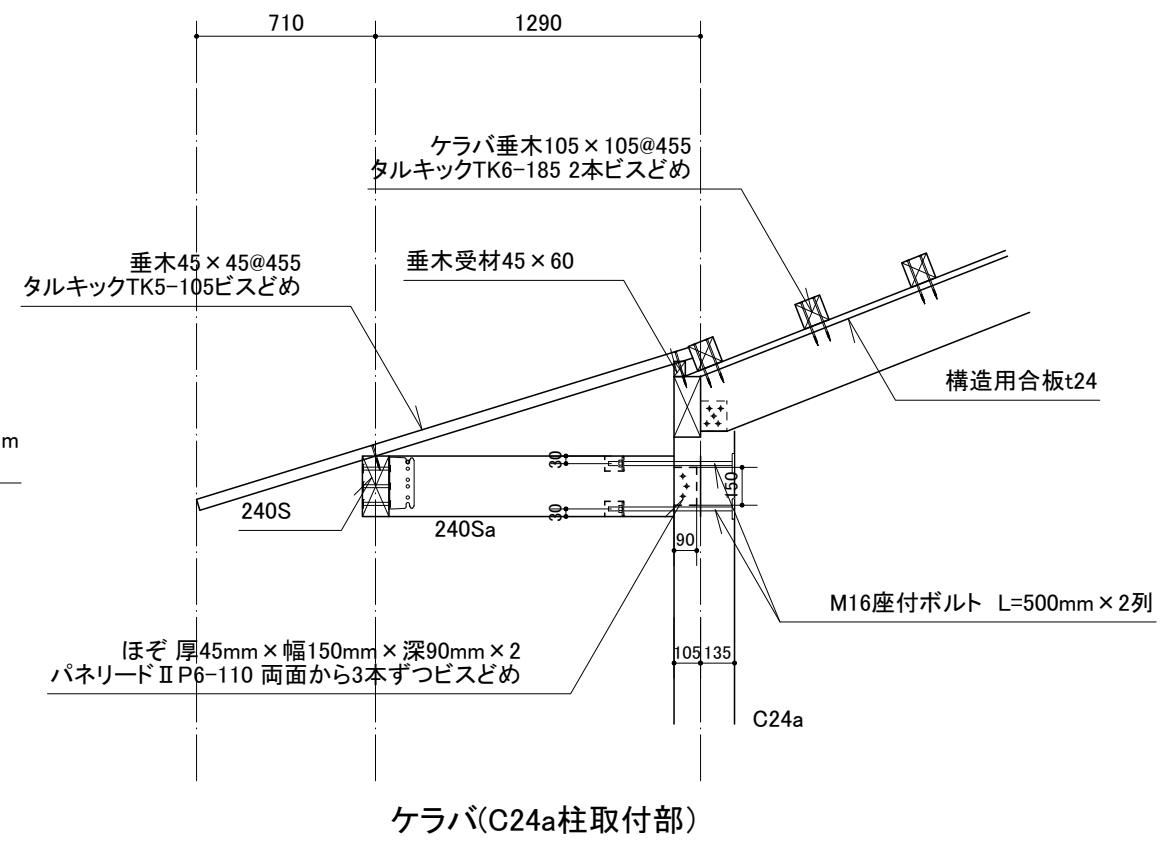 710
1290
ケラバ垂木105×105@455
タルキックTK6-185 2本ビスどめ
垂木45×45@455
タルキックTK5-105ビスどめ
垂木受材45×60
構造用合板t24
m
30
150
240S
30
240Sa
90
M16座付ボルト L=500mm×2列
ほぞ 厚45mm×幅150mm×深90mm×2
パネリードⅡP6-110 両面から3本ずつビスどめ
105
135
C24a
ケラバ(C24a柱取付部)